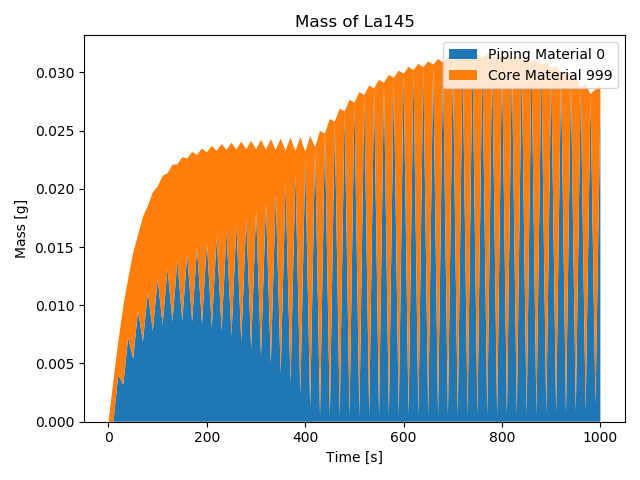 Mass of La145
Piping Material 0
Core Material 999
Mass [g]
0.030
0.025
0.020
0.015
0.010
0.005
0.000
0
200
400
600
800
1000
Time [s]